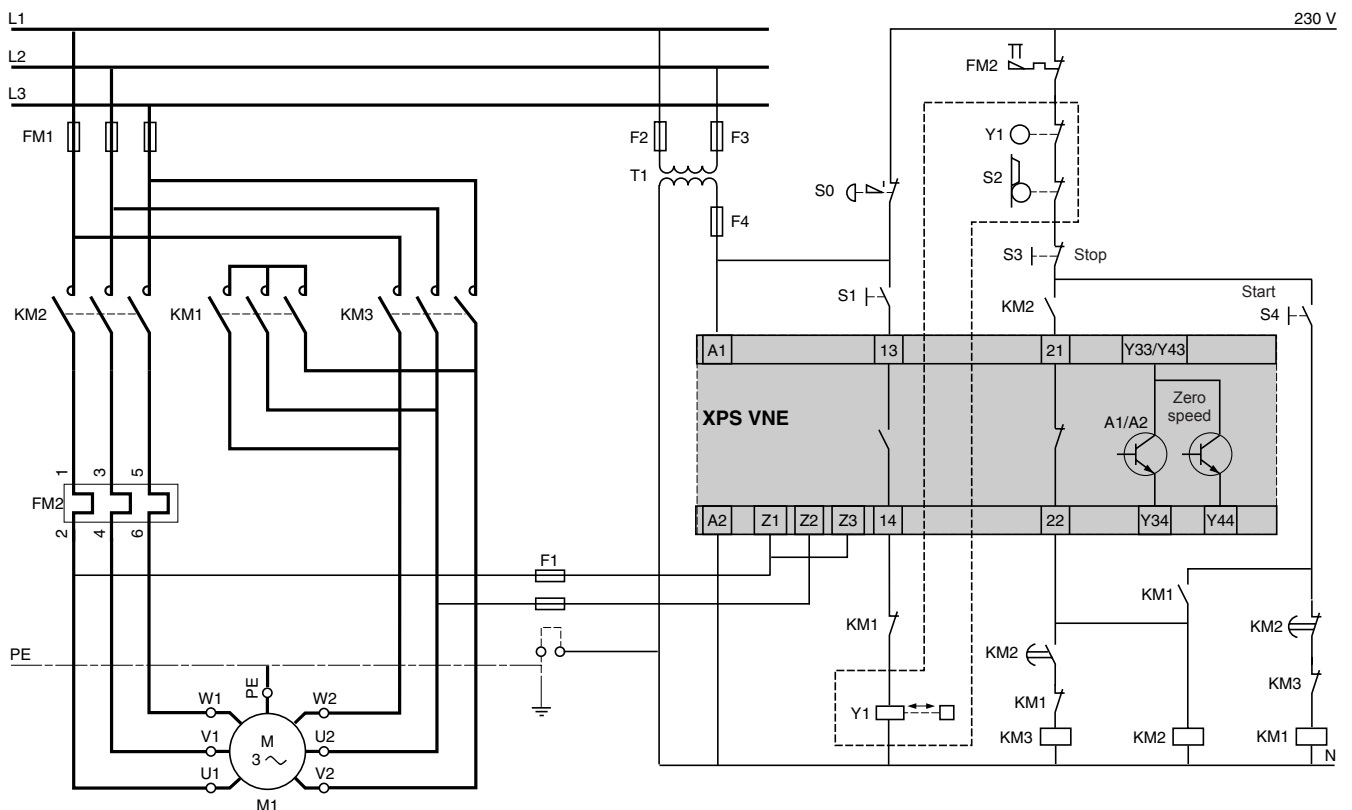 L1
230 V
L2
FM2
L3
FM1
F2
F3
Y1
T1
S2
S0
F4
S3
Stop
S1
Start
KM2
KM1
KM3
KM2
S4
A1
13
21
Y33/Y43
XPS VNE
Zero
speed
A1/A2
1
3
5
FM2
2
4
6
A2
Z1
Z2
Z3
14
22
Y34
Y44
F1
KM1
KM1
KM2
PE
KM2
KM3
PE
W1
W2
KM1
Y1
V1
M
3
U2
KM3
KM2
KM1
N
U1
V2
M1